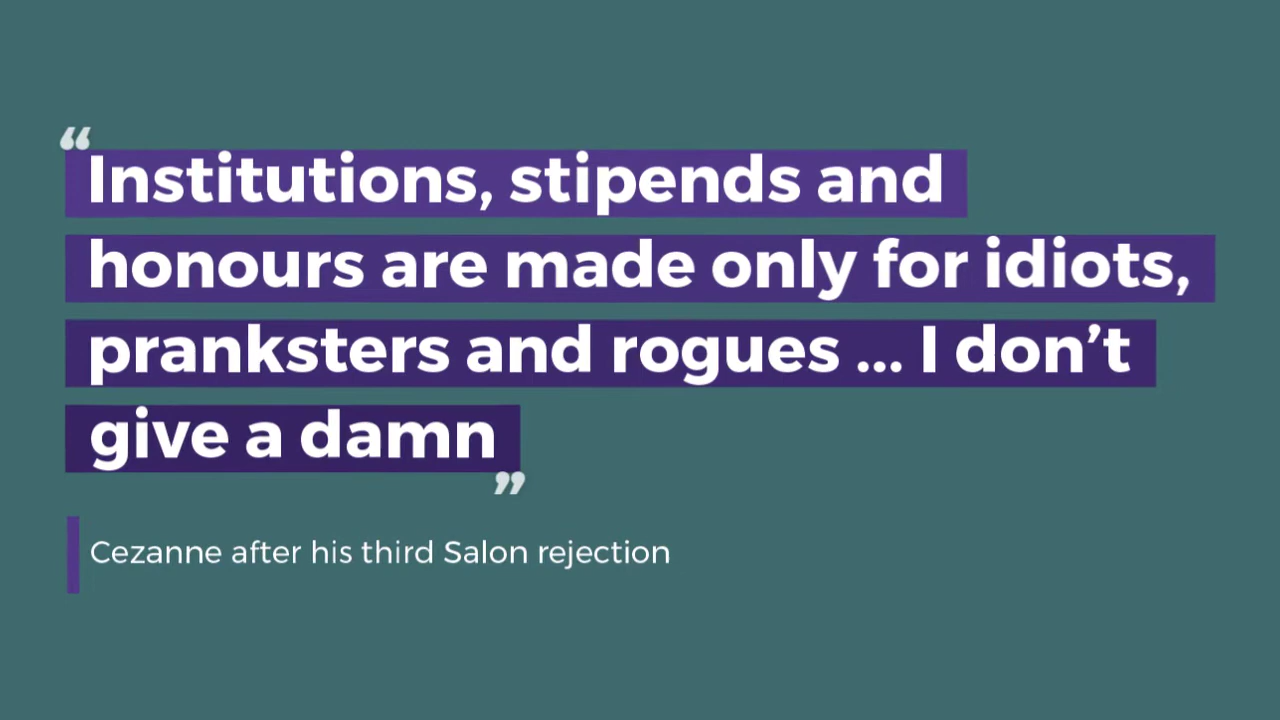 “Institutions, stipends and
honours are made only for idiots,
pranksters and rogues ... I don’t
give a damn”
Cezanne after his third Salon rejection